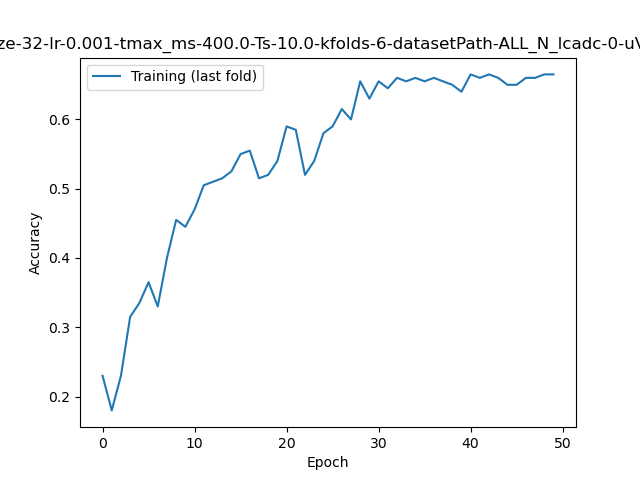 ze-32-lr-0.001-tmax_ms-400.0-Ts-10.0-kfolds-6-datasetPath-ALL_N_lcadc-0-uV
Training (last fold)
0.6
0.5
0.4
0.3
0.2
Accuracy
0 10 20 30 40 50
Epoch